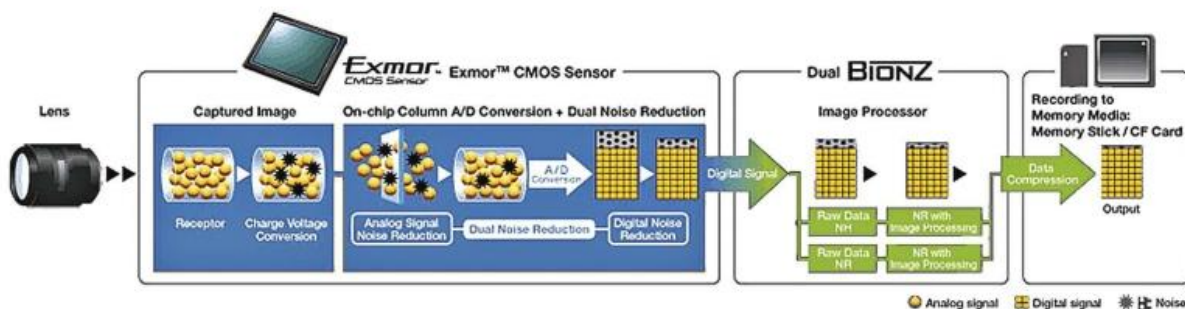 Exmor™
CMOS Sensor
Exmor™ CMOS Sensor
Dual BIONZ
Lens
Captured Image
On-chip Column A/D Conversion + Dual Noise Reduction
Image Processor
Recording to
Memory Media:
Memory Stick / CF Card
A/D
Conversion
Digital Signal
Data
Compression
Receptor
Charge Voltage
Conversion
Analog Signal
Noise Reduction
Dual Noise Reduction
Digital Noise
Reduction
Raw Data
NR
NR with
Image Processing
Raw Data
NR
NR with
Image Processing
Output
Analog signal
Digital signal
Noise